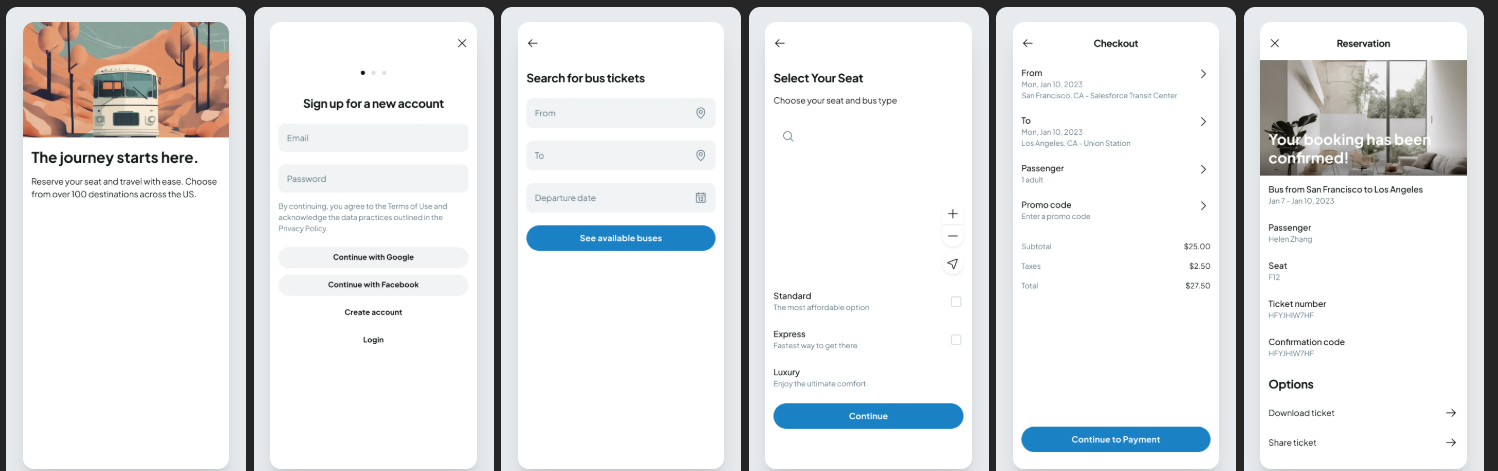 The journey starts here.
Reserve your seat and travel with ease. Choose
from over 100 destinations across the US.
Sign up for a new account
Email
Password
By continuing, you agree to the Terms of Use and
acknowledge the data practices outlined in the
Privacy Policy.
Continue with Google
Continue with Facebook
Create account
Login
Search for bus tickets
From
To
Departure date
12
See available buses
Select Your Seat
Choose your seat and bus type
Standard
The most affordable option
Express
Fastest way to get there
Luxury
Enjoy the ultimate comfort
Continue
Checkout
From
Mon, Jan 10, 2023
San Francisco, CA - Salesforce Transit Center
To
Mon, Jan 10, 2023
Los Angeles, CA - Union Station
Passenger
1 adult
Promo code
Enter a promo code
Subtotal $25.00
Taxes $2.50
Total $27.50
Continue to Payment
Reservation
Your booking has been
confirmed!
Bus from San Francisco to Los Angeles
Jan 7 - Jan 10, 2023
Passenger
Helen Zhang
Seat
F12
Ticket number
HFYJHIW7HF
Confirmation code
HFYJHIW7HF
Options
Download ticket
Share ticket